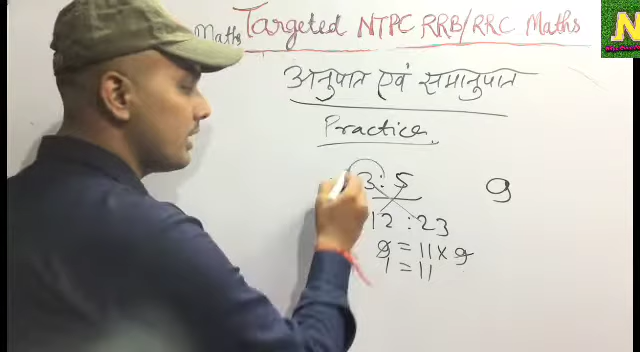 Maths Targeted NTPC RRB/RRC Maths
N
अनुपात एवं समानुपात
Practice
3 : 5
9
12 : 23
9 = 11 × 9
1 = 11